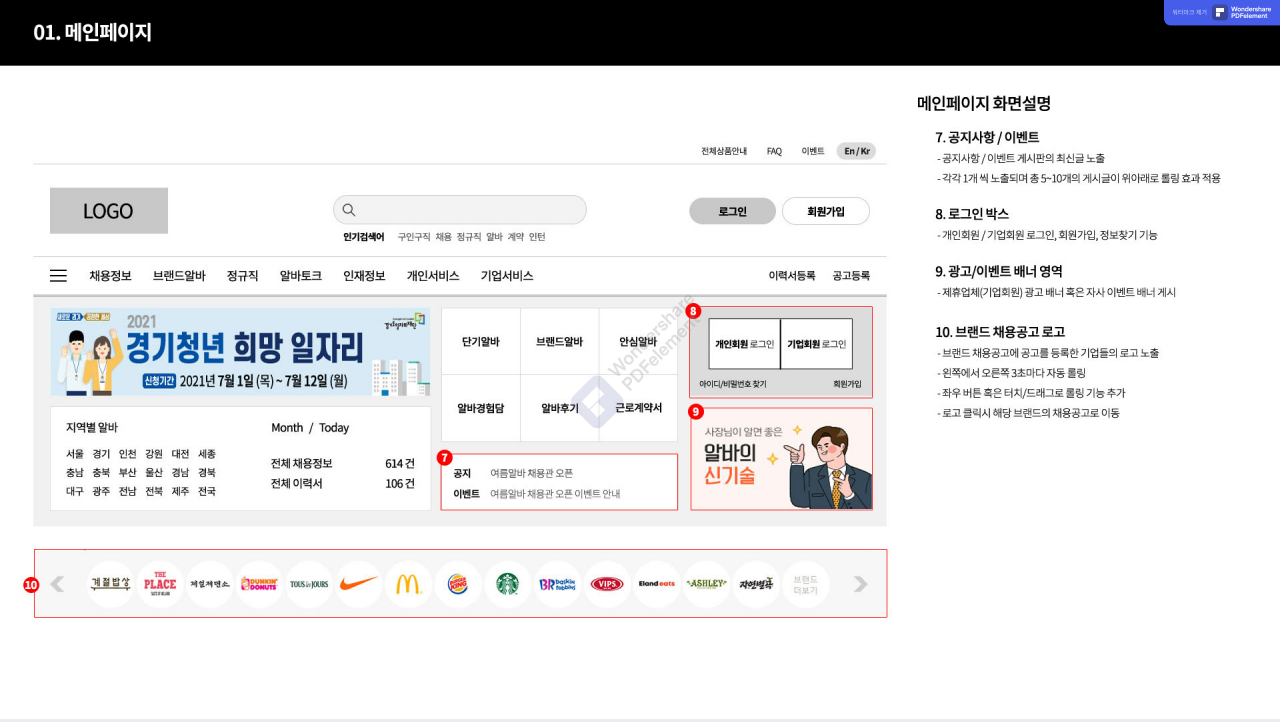 01. 메인페이지
워터마크 제거
Wondershare
PDFelement
전체상품안내 FAQ 이벤트 En / Kr
LOGO
로그인 회원가입
인기검색어 구인구직 채용 정규직 알바 계약 인턴
채용정보 브랜드알바 정규직 알바토크 인재정보 개인서비스 기업서비스 이력서등록 공고등록
2021
경기청년 희망 일자리
신청기간 2021년 7월 1일 (목) ~ 7월 12일 (월)
지역별 알바
서울 경기 인천 강원 대전 세종
충남 충북 부산 울산 경남 경북
대구 광주 전남 전북 제주 전국
Month / Today
전체 채용정보 614 건
전체 이력서 106 건
단기알바 브랜드알바 안심알바
알바경험담 알바후기 근로계약서
7
공지 여름알바 채용관 오픈
이벤트 여름알바 채용관 오픈 이벤트 안내
8
개인회원 로그인 기업회원 로그인
아이디/비밀번호 찾기 회원가입
9
사장님이 알면 좋은
알바의
신기술
Wondershare
PDFelement
10
계절밥상
THE
PLACE
제일제면소
DUNKIN'
DONUTS
TOUS les JOURS
BURGER
KING
BR baskin
robbins
VIPS
Eland eats
ASHLEY
자연별곡
브랜드
더보기
메인페이지 화면설명
7. 공지사항 / 이벤트
- 공지사항 / 이벤트 게시판의 최신글 노출
- 각각 1개 씩 노출되며 총 5~10개의 게시글이 위아래로 롤링 효과 적용
8. 로그인 박스
- 개인회원 / 기업회원 로그인, 회원가입, 정보찾기 기능
9. 광고/이벤트 배너 영역
- 제휴업체(기업회원) 광고 배너 혹은 자사 이벤트 배너 게시
10. 브랜드 채용공고 로고
- 브랜드 채용공고에 공고를 등록한 기업들의 로고 노출
- 왼쪽에서 오른쪽 3초마다 자동 롤링
- 좌우 버튼 혹은 터치/드래그로 롤링 기능 추가
- 로고 클릭시 해당 브랜드의 채용공고로 이동